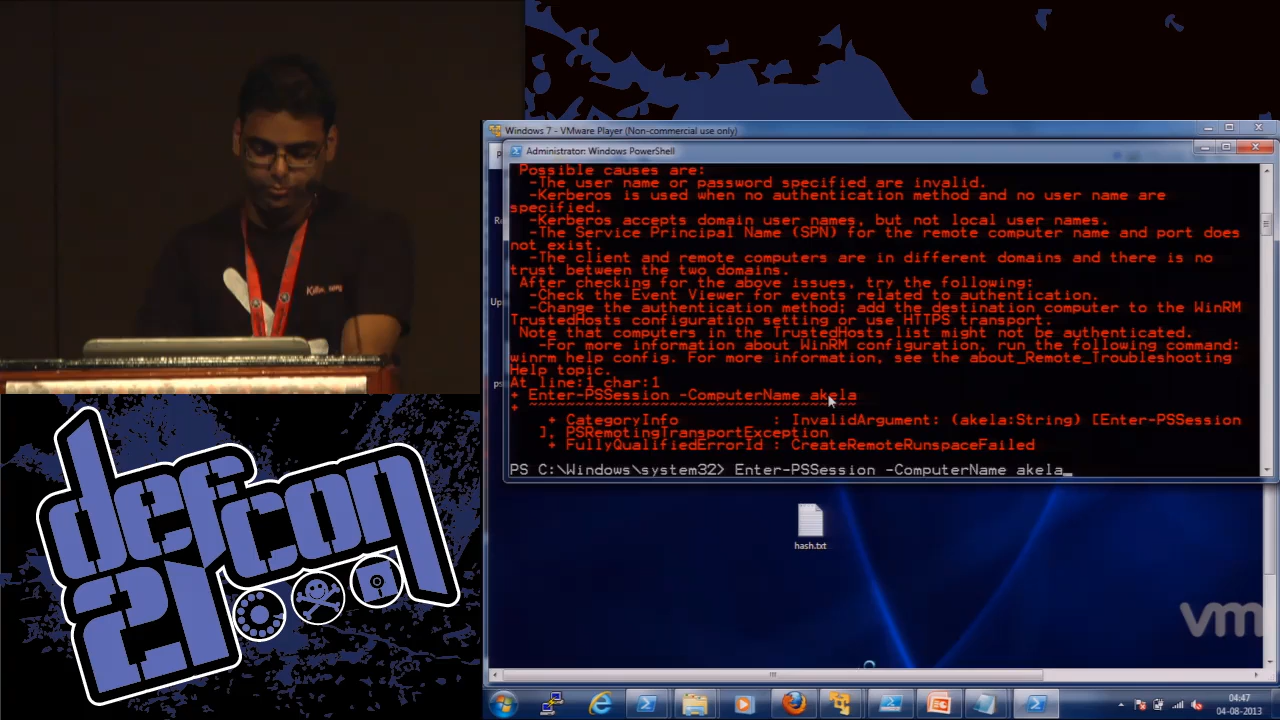 Windows 7 - VMware Player (Non-commercial use only)
Administrator: Windows PowerShell
Possible causes are:
-The user name or password specified are invalid.
-Kerberos is used when no authentication method and no user name are
specified.
-Kerberos accepts domain user names, but not local user names.
-The Service Principal Name (SPN) for the remote computer name and port does
not exist.
-The client and remote computers are in different domains and there is no
trust between the two domains.
After checking for the above issues, try the following:
-Check the Event Viewer for events related to authentication.
-Change the authentication method; add the destination computer to the WinRM
TrustedHosts configuration setting or use HTTPS transport.
Note that computers in the TrustedHosts list might not be authenticated.
-For more information about WinRM configuration, run the following command:
winrm help config. For more information, see the about_Remote_Troubleshooting
Help topic.
At line:1 char:1
+ Enter-PSSession -ComputerName akela
+ ~~~~~~~~~~~~~~~~~~~~~~~~~~~~~~~~~~~
+ CategoryInfo : InvalidArgument: (akela:String) [Enter-PSSession
], PSRemotingTransportException
+ FullyQualifiedErrorId : CreateRemoteRunspaceFailed
PS C:\Windows\system32> Enter-PSSession -ComputerName akela_
hash.txt
vm
defcon
21
04:47
04-08-2013